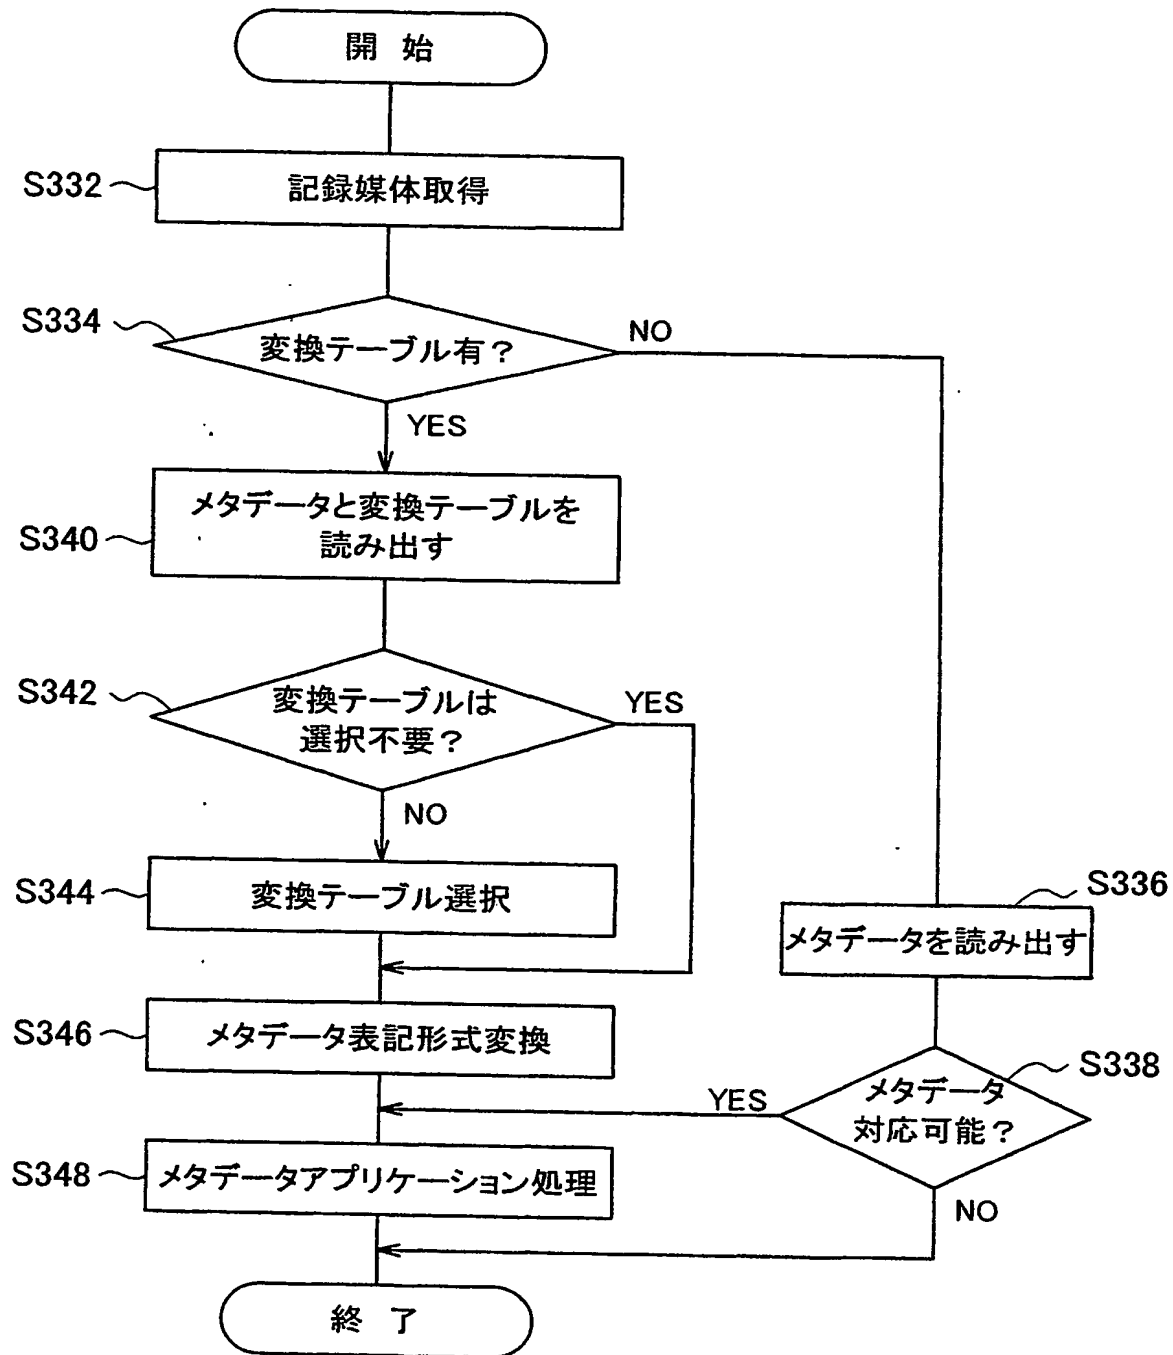 開 始
S332
記録媒体取得
S334
変換テーブル有?
NO
YES
S340
メタデータと変換テーブルを
読み出す
S342
変換テーブルは
選択不要?
YES
NO
S344
変換テーブル選択
S336
メタデータを読み出す
S346
メタデータ表記形式変換
S338
メタデータ
対応可能?
YES
NO
S348
メタデータアプリケーション処理
終 了